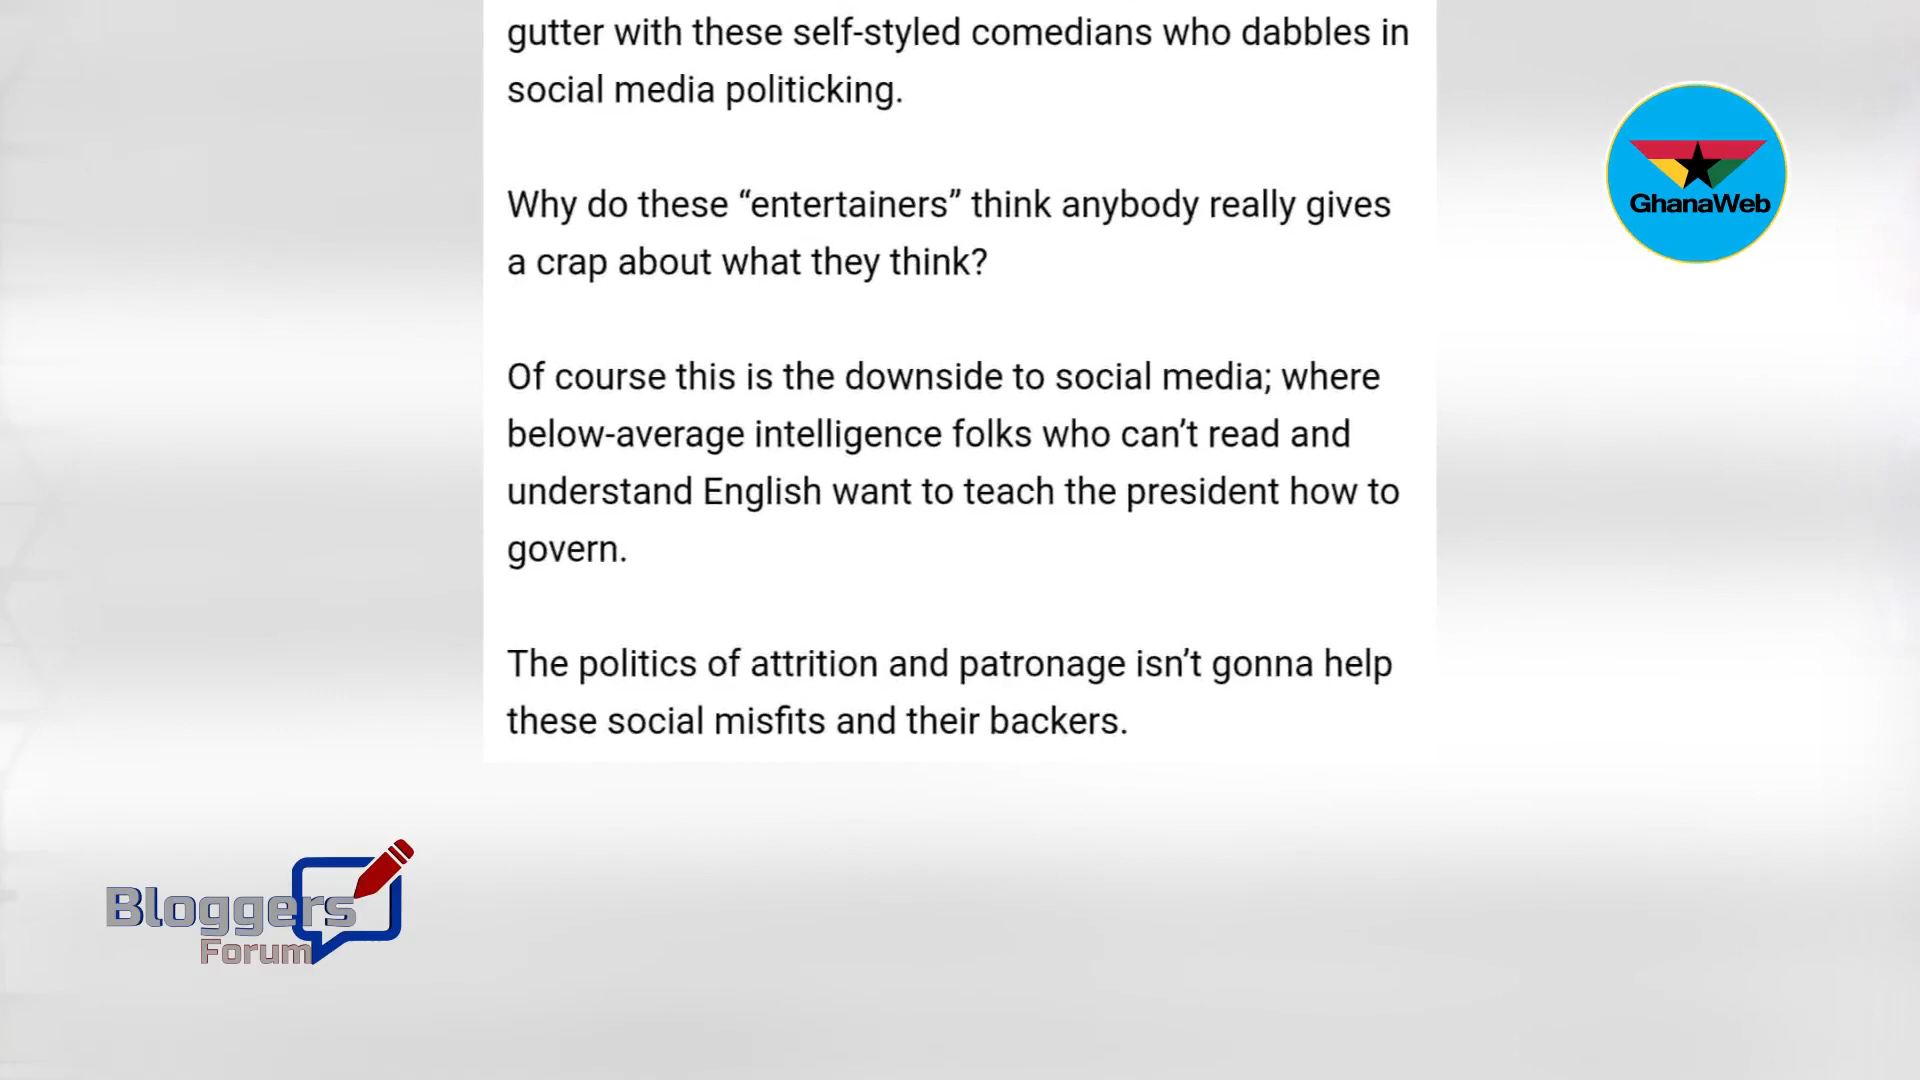 gutter with these self-styled comedians who dabbles in
social media politicking.
Why do these “entertainers” think anybody really gives
a crap about what they think?
Of course this is the downside to social media; where
below-average intelligence folks who can’t read and
understand English want to teach the president how to
govern.
The politics of attrition and patronage isn’t gonna help
these social misfits and their backers.
GhanaWeb
Bloggers
Forum